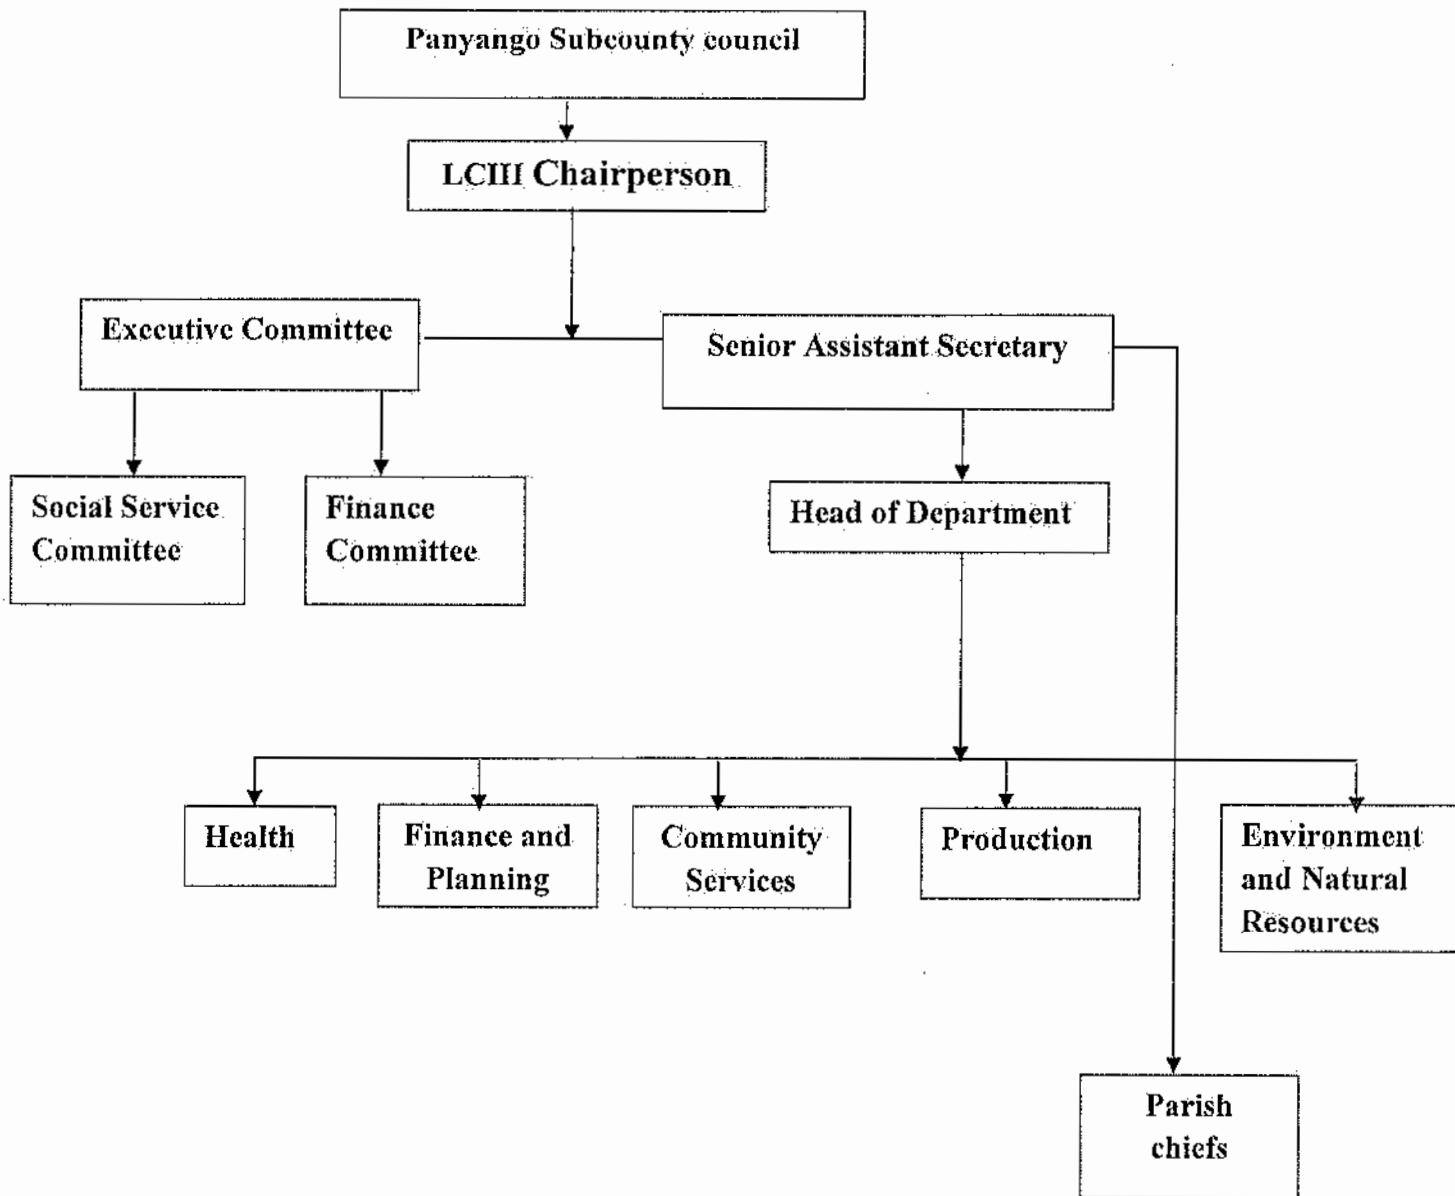 Panyango Subcounty council
LCIII Chairperson
Executive Committee
Senior Assistant Secretary
Social Service
Committee
Finance
Committee
Head of Department
Health
Finance and
Planning
Community
Services
Production
Environment
and Natural
Resources
Parish
chiefs